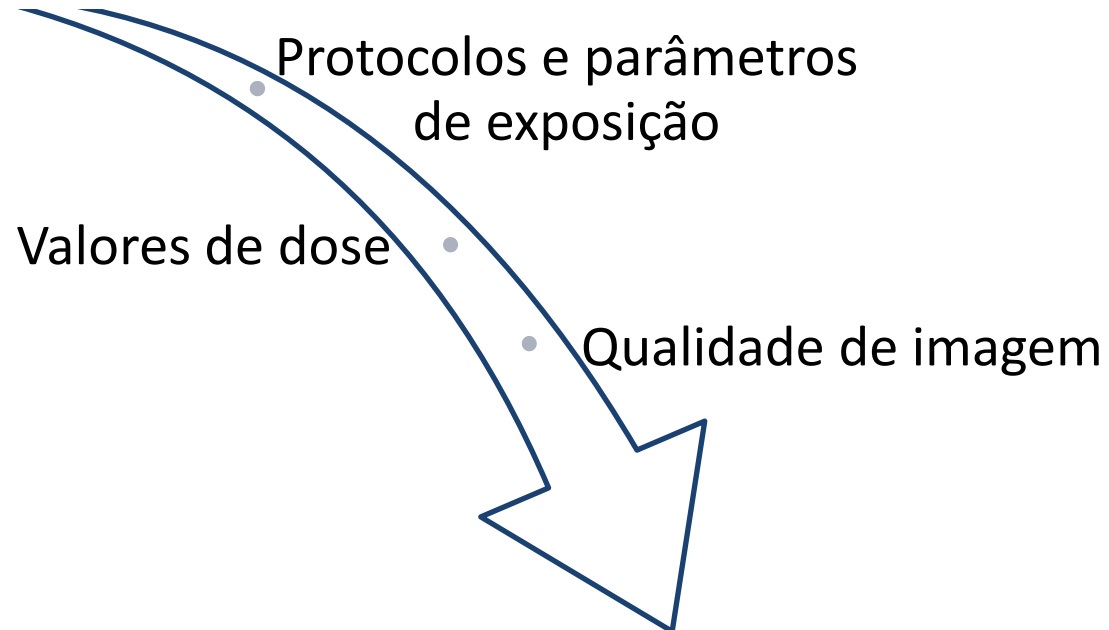 Protocolos e parâmetros
de exposição
Valores de dose
Qualidade de imagem